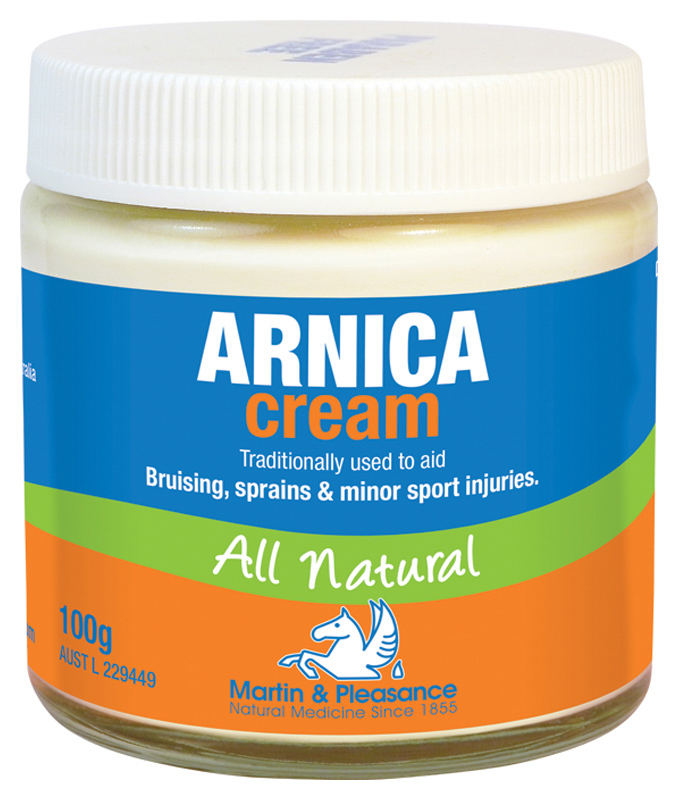 ARNICA
cream
Traditionally used to aid
Bruising, sprains & minor sport injuries.
All Natural
100g
AUST L 229449
Martin & Pleasance
Natural Medicine Since 1855